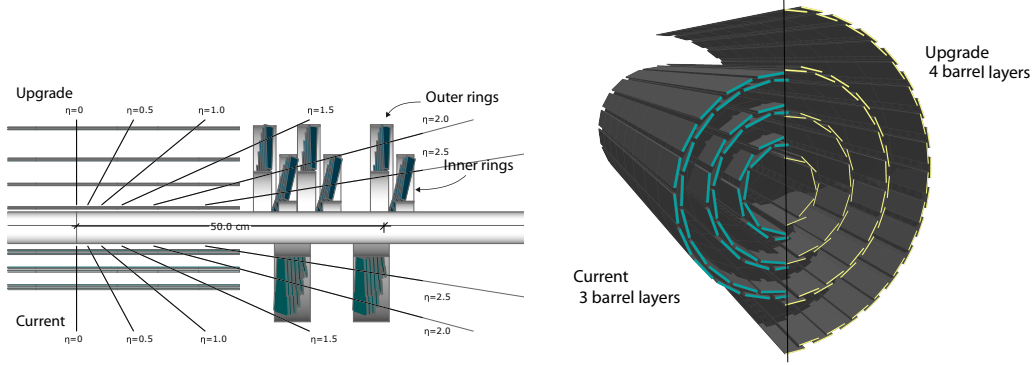 Upgrade
η=0
η=0.5
η=1.0
η=1.5
Outer rings
η=2.0
η=2.5
Inner rings
50.0 cm
Current
η=0
η=0.5
η=1.0
η=1.5
η=2.0
η=2.5
Upgrade
4 barrel layers
Current
3 barrel layers